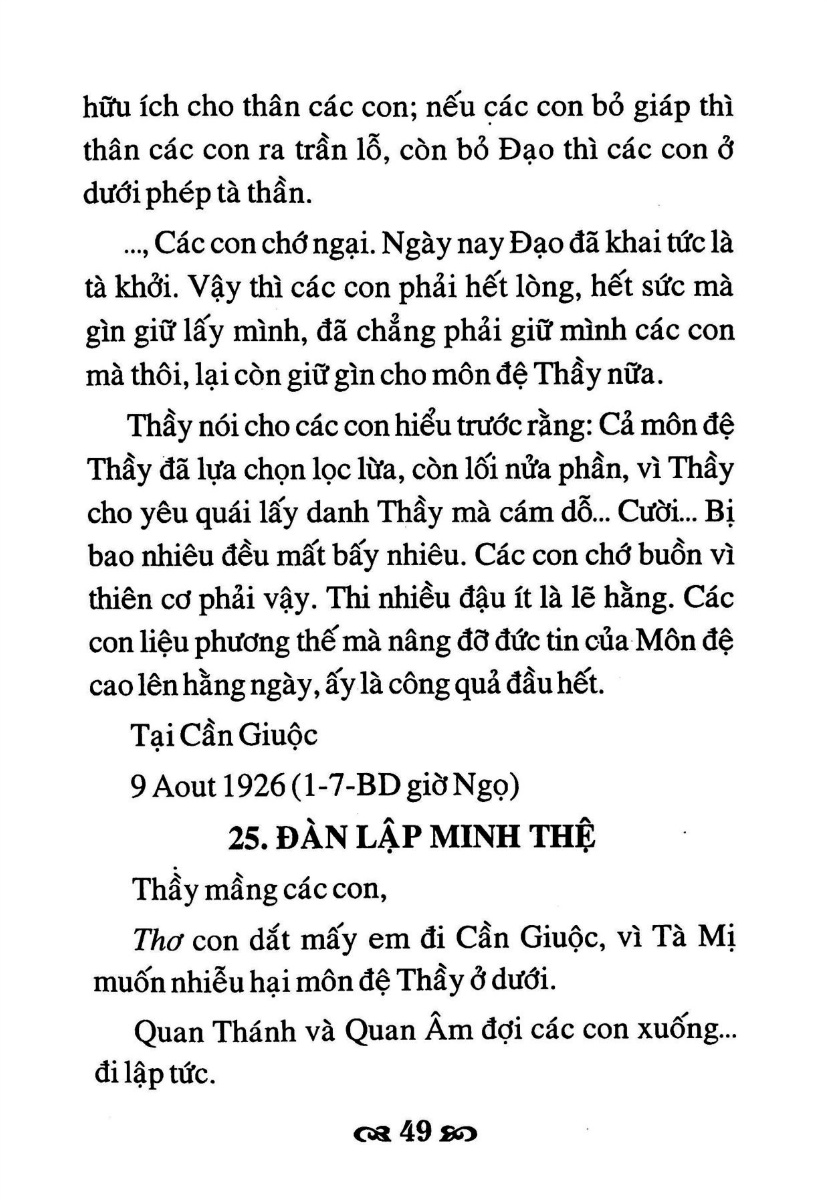 hữu ích cho thân các con; nếu các con bỏ giáp thì
thân các con ra trần lỗ, còn bỏ Đạo thì các con ở
dưới phép tà thần.
..., Các con chớ ngại. Ngày nay Đạo đã khai tức là
tà khởi. Vậy thì các con phải hết lòng, hết sức mà
gìn giữ lấy mình, đã chẳng phải giữ mình các con
mà thôi, lại còn giữ gìn cho môn đệ Thầy nữa.
Thầy nói cho các con hiểu trước rằng: Cả môn đệ
Thầy đã lựa chọn lọc lừa, còn lối nửa phần, vì Thầy
cho yêu quái lấy danh Thầy mà cám dỗ... Cười... Bị
bao nhiêu đều mất bấy nhiêu. Các con chớ buồn vì
thiên cơ phải vậy. Thi nhiều đậu ít là lẽ hằng. Các
con liệu phương thế mà nâng đỡ đức tin của Môn đệ
cao lên hằng ngày, ấy là công quả đầu hết.
Tại Cần Giuộc
9 Aout 1926 (1-7-BD giờ Ngọ)
25. ĐÀN LẬP MINH THỆ
Thầy mầng các con,
Thơ con dắt mấy em đi Cần Giuộc, vì Tà Mị
muốn nhiễu hại môn đệ Thầy ở dưới.
Quan Thánh và Quan Âm đợi các con xuống...
đi lập tức.
49